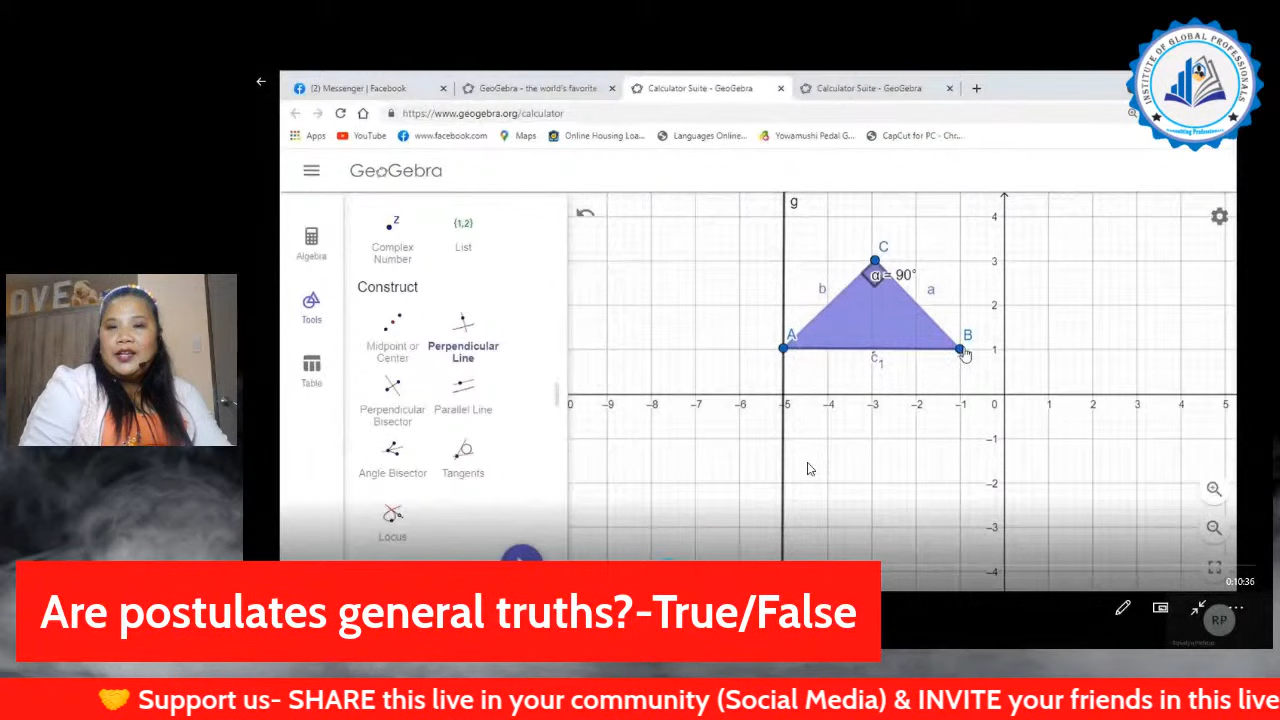 INSTITUTE OF GLOBAL PROFESSIONALS
Consulting Professionals
(2) Messenger | Facebook
GeoGebra - the world's favorite
Calculator Suite - GeoGebra
Calculator Suite - GeoGebra
https://www.geogebra.org/calculator
Apps
YouTube
www.facebook.com
Maps
Online Housing Loa...
Languages Online...
Yowamushi Pedal G...
CapCut for PC - Chr...
GeoGebra
Algebra
Tools
Table
z
Complex Number
{1,2}
List
Construct
Midpoint or Center
Perpendicular Line
Perpendicular Bisector
Parallel Line
Angle Bisector
Tangents
Locus
g
C
α = 90°
b
a
A
B
c1
4
3
2
1
0 −9 −8 −7 −6 −5 −4 −3 −2 −1 0 1 2 3 4 5
−1
−2
−3
−4
0:10:36
RP
Are postulates general truths?-True/False
Support us- SHARE this live in your community (Social Media) & INVITE your friends in this live